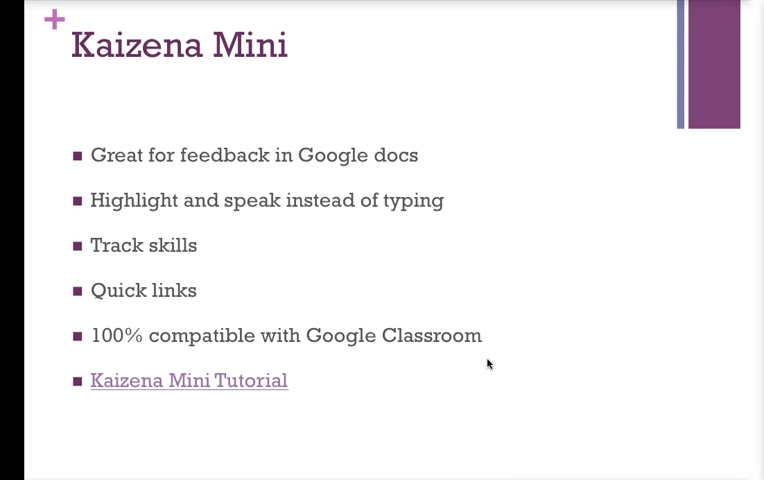 Kaizena Mini
Great for feedback in Google docs
Highlight and speak instead of typing
Track skills
Quick links
100% compatible with Google Classroom
Kaizena Mini Tutorial